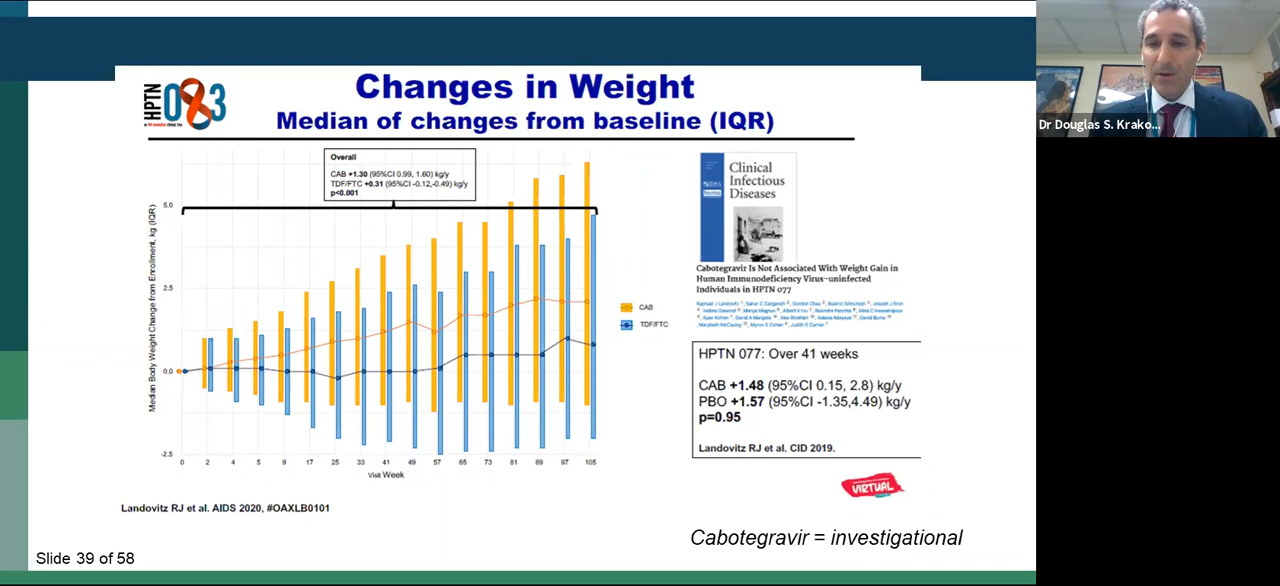 HPTN
083
Changes in Weight
Median of changes from baseline (IQR)
Overall
CAB +1.30 (95%CI 0.99, 1.60) kg/y
TDF/FTC +0.31 (95%CI -0.12,-0.49) kg/y
p<0.001
Median Body Weight Change from Enrollment, kg (IQR)
5.0
2.5
0.0
-2.5
0 2 4 5 9 17 25 33 41 49 57 65 73 81 89 97 105
Visit Week
CAB
TDF/FTC
Clinical
Infectious
Diseases
Cabotegravir Is Not Associated With Weight Gain in
Human Immunodeficiency Virus–uninfected
Individuals in HPTN 077
HPTN 077: Over 41 weeks
CAB +1.48 (95%CI 0.15, 2.8) kg/y
PBO +1.57 (95%CI -1.35,4.49) kg/y
p=0.95
Landovitz RJ et al. CID 2019.
VIRTUAL
Landovitz RJ et al. AIDS 2020, #OAXLB0101
Cabotegravir = investigational
Slide 39 of 58
Dr Douglas S. Krako...